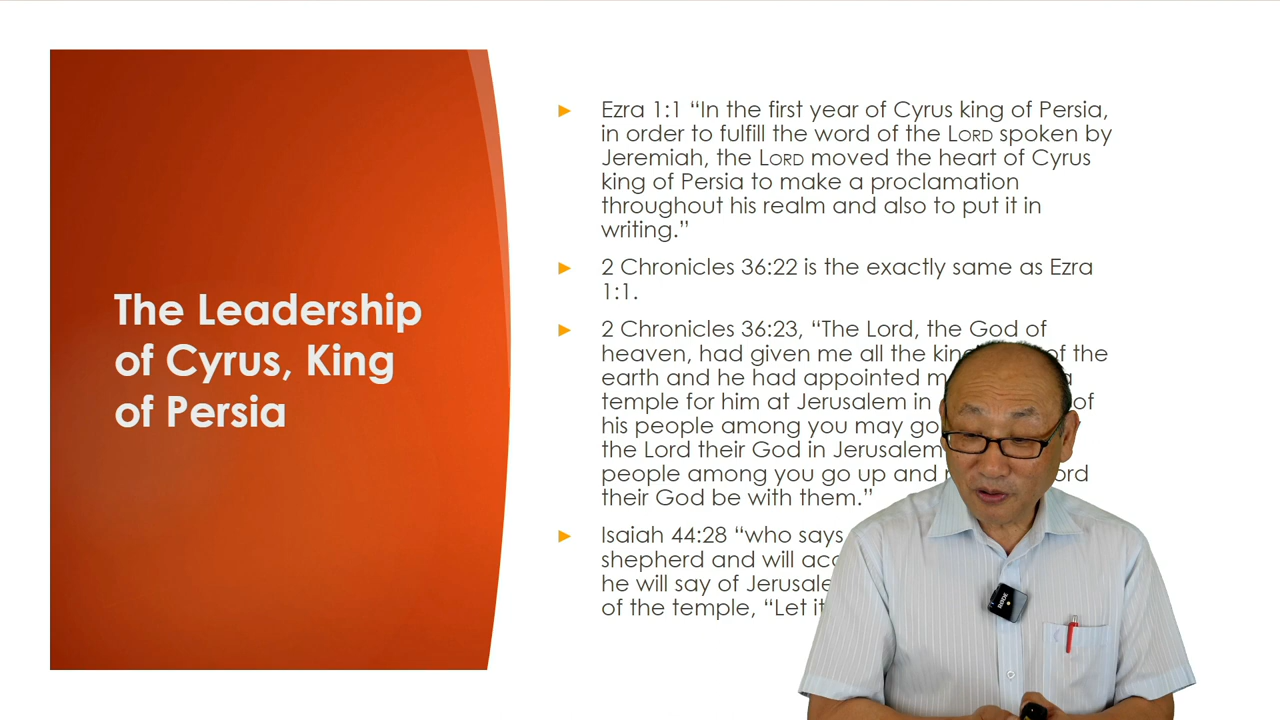 The Leadership
of Cyrus, King
of Persia
Ezra 1:1 “In the first year of Cyrus king of Persia,
in order to fulfill the word of the LORD spoken by
Jeremiah, the LORD moved the heart of Cyrus
king of Persia to make a proclamation
throughout his realm and also to put it in
writing.”
2 Chronicles 36:22 is the exactly same as Ezra
1:1.
2 Chronicles 36:23, “The Lord, the God of
heaven, had given me all the of the
earth and he had appointed
temple for him at Jerusalem in of
his people among you may go
the Lord their God in Jerusalem
people among you go up and
their God be with them.”
Isaiah 44:28 “who says
shepherd and will
he will say of
of the temple, “Let
RØDE